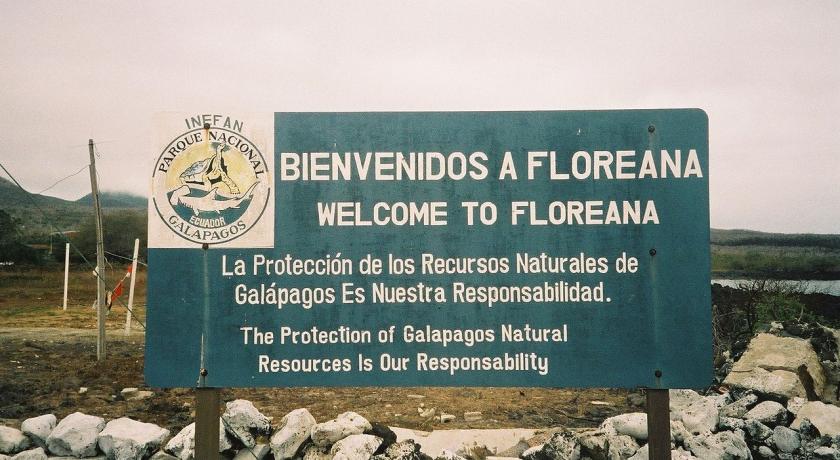 INEFAN
PARQUE NACIONAL
ECUADOR
GALAPAGOS
BIENVENIDOS A FLOREANA
WELCOME TO FLOREANA
La Protección de los Recursos Naturales de
Galápagos Es Nuestra Responsabilidad.
The Protection of Galapagos Natural
Resources Is Our Responsability